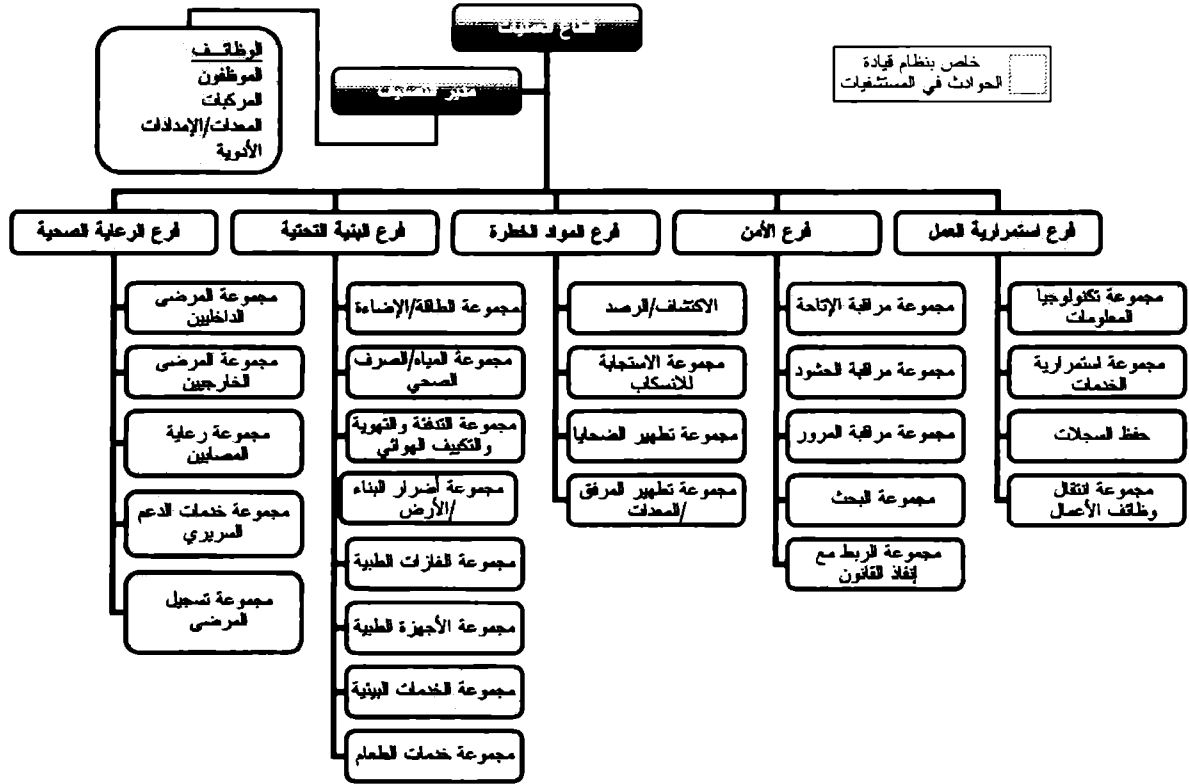 قطاع العمليات
مدير العمليات
الوظائف
الموظفون
المركبات
المعدات/الإمدادات
الأدوية
خاص بنظام قيادة
الحوادث في المستشفيات
فرع استمرارية العمل
مجموعة تكنولوجيا
المعلومات
مجموعة استمرارية
الخدمات
حفظ السجلات
مجموعة انتقال
وظائف الأعمال
فرع الأمن
مجموعة مراقبة الإتاحة
مجموعة مراقبة الحشود
مجموعة مراقبة المرور
مجموعة البحث
مجموعة الربط مع
إنفاذ القانون
فرع المواد الخطرة
الاكتشاف/الرصد
مجموعة الاستجابة
للانسكاب
مجموعة تطهير الضحايا
مجموعة تطهير المرفق
/المعدات
فرع البنية التحتية
مجموعة الطاقة/الإضاءة
مجموعة المياه/الصرف
الصحي
مجموعة التدفئة والتهوية
والتكييف الهوائي
مجموعة أضرار البناء
/الأرض
مجموعة الغازات الطبية
مجموعة الأجهزة الطبية
مجموعة الخدمات البيئية
مجموعة خدمات الطعام
فرع الرعاية الصحية
مجموعة المرضى
الداخليين
مجموعة المرضى
الخارجيين
مجموعة رعاية
المصابين
مجموعة خدمات الدعم
السريري
مجموعة تسجيل
المرضى